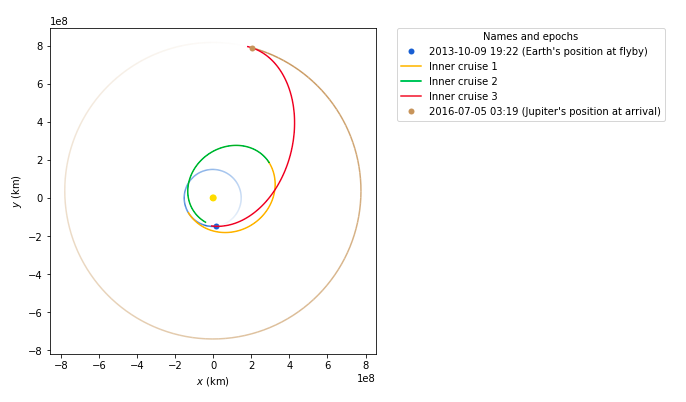 1e8
8
6
4
2
0
−2
−4
−6
−8
y (km)
−8 −6 −4 −2 0 2 4 6 8
1e8
x (km)
Names and epochs
2013-10-09 19:22 (Earth's position at flyby)
Inner cruise 1
Inner cruise 2
Inner cruise 3
2016-07-05 03:19 (Jupiter's position at arrival)